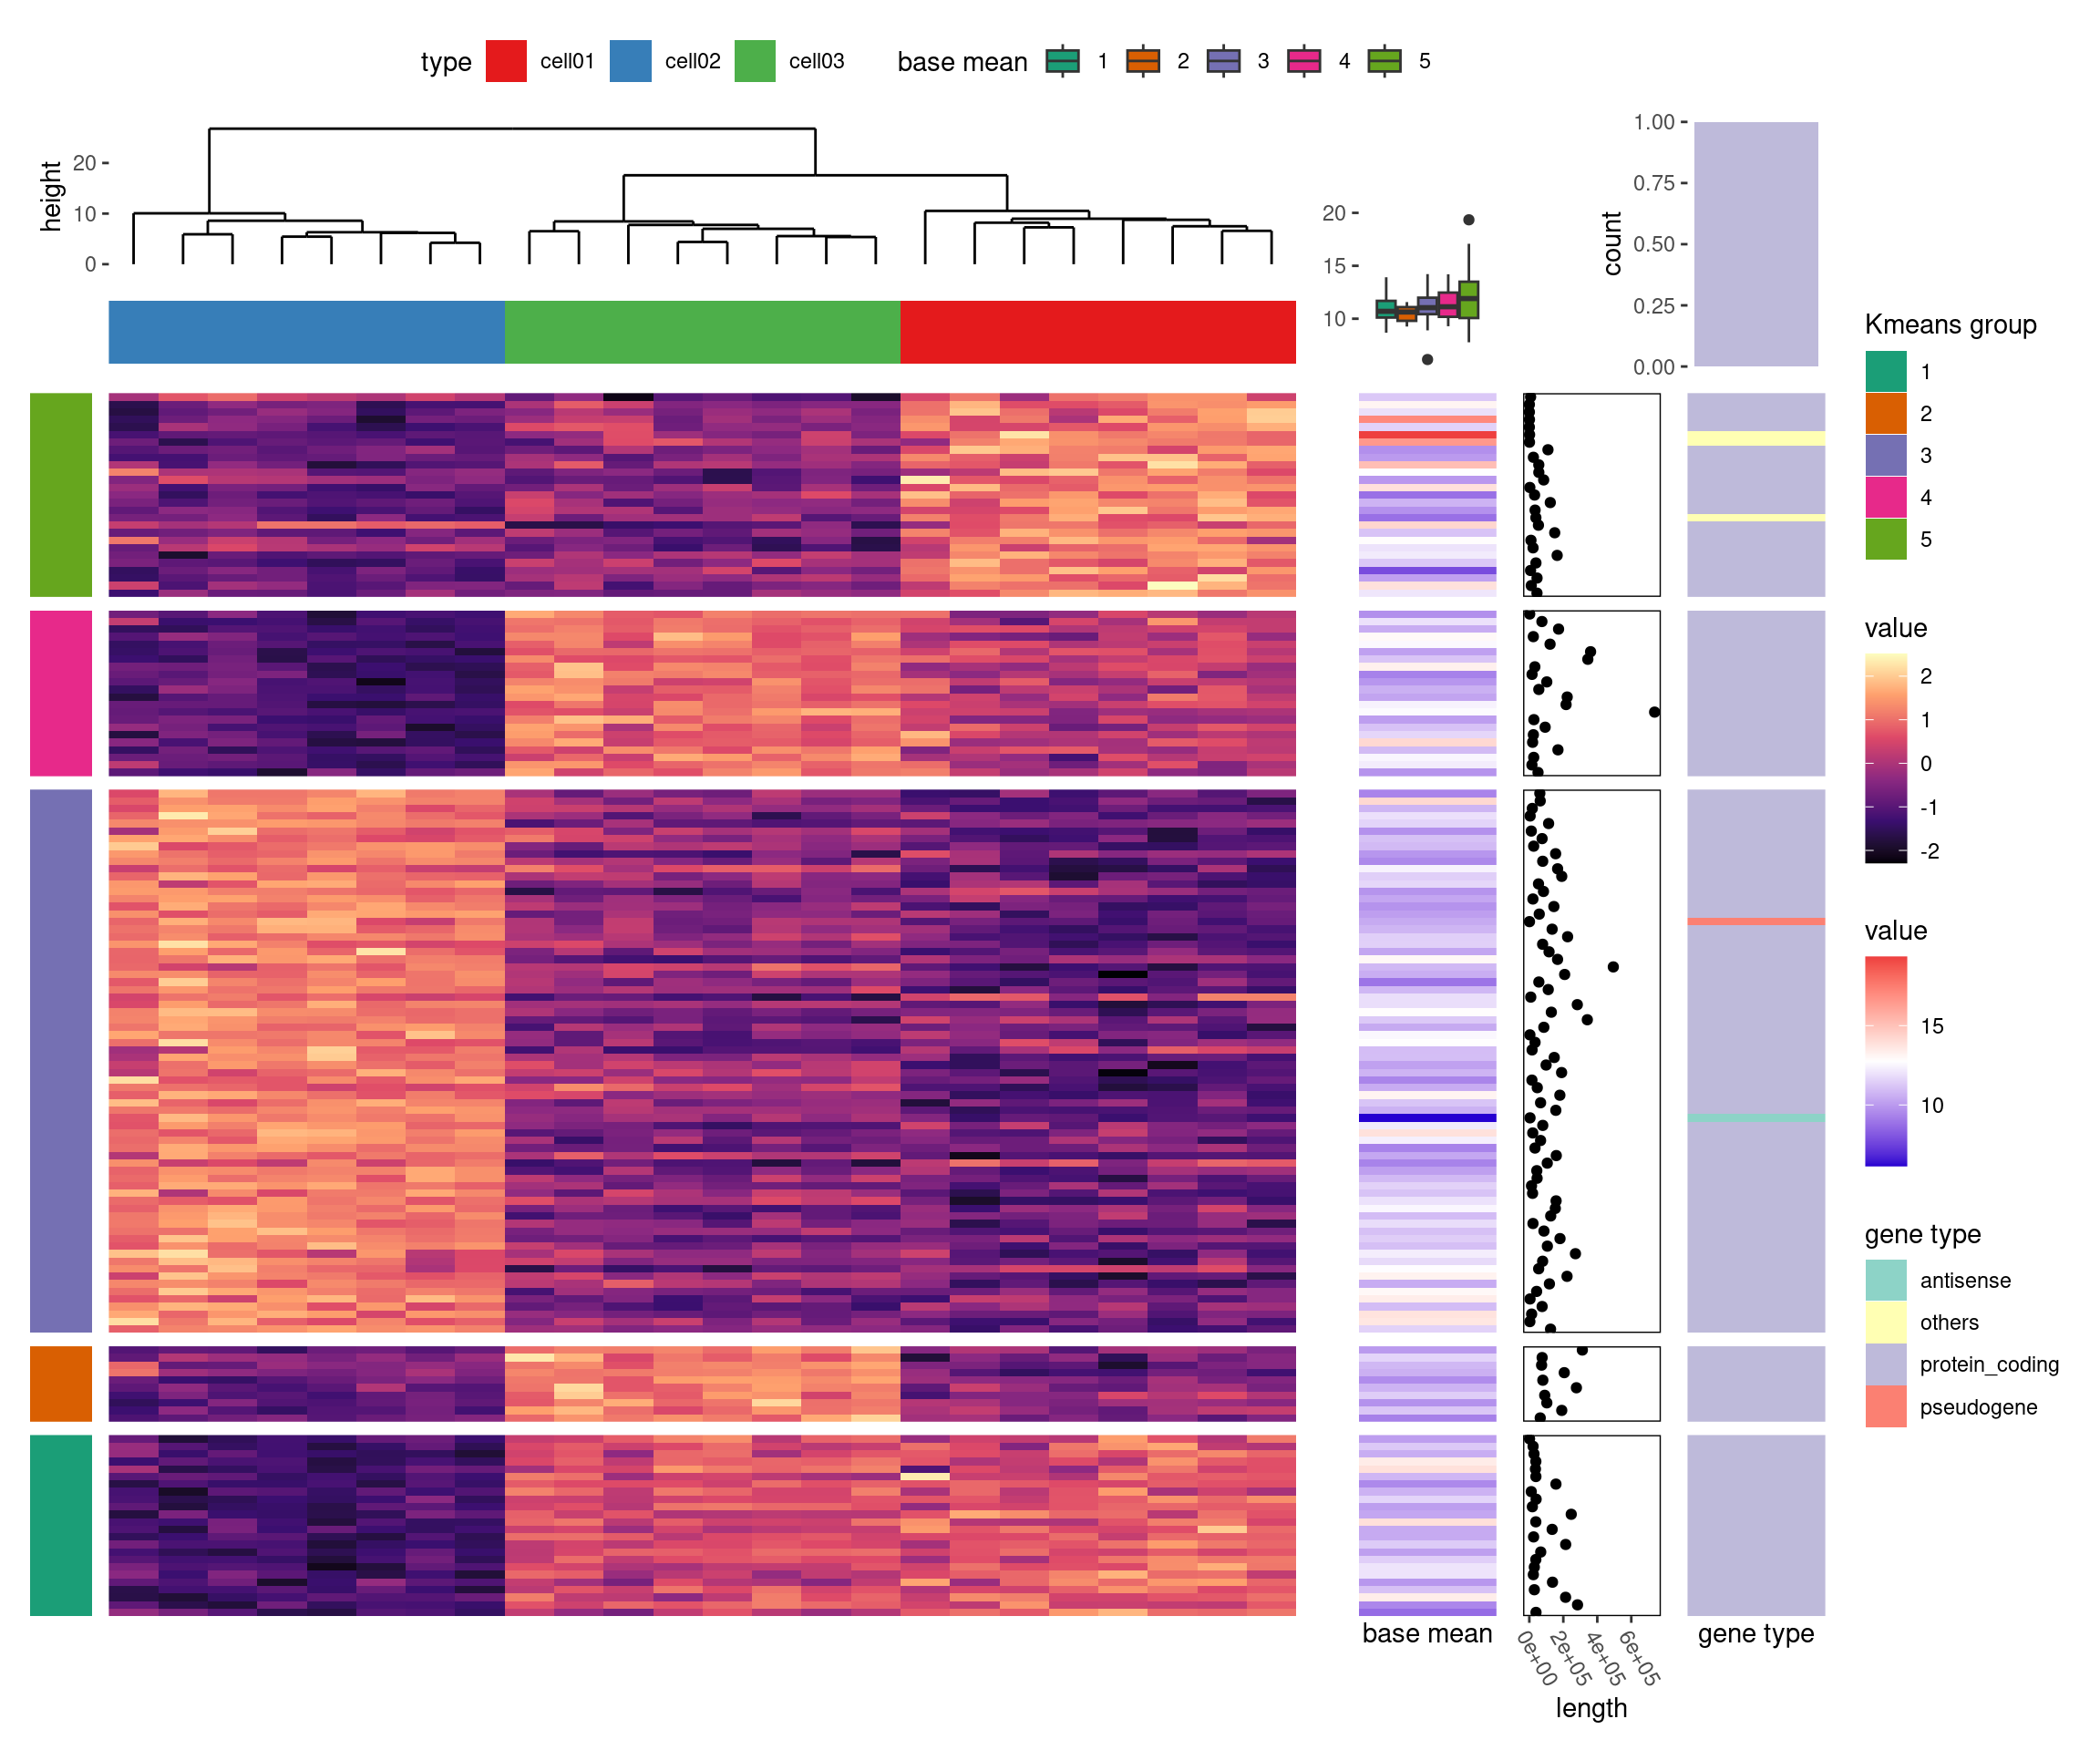 type cell01 cell02 cell03 base mean 1 2 3 4 5
height
20
10
0
20
15
10
count
1.00
0.75
0.50
0.25
0.00
Kmeans group
1
2
3
4
5
value
2
1
0
-1
-2
value
15
10
gene type
antisense
others
protein_coding
pseudogene
base mean
0e+00 2e+05 4e+05 6e+05
length
gene type